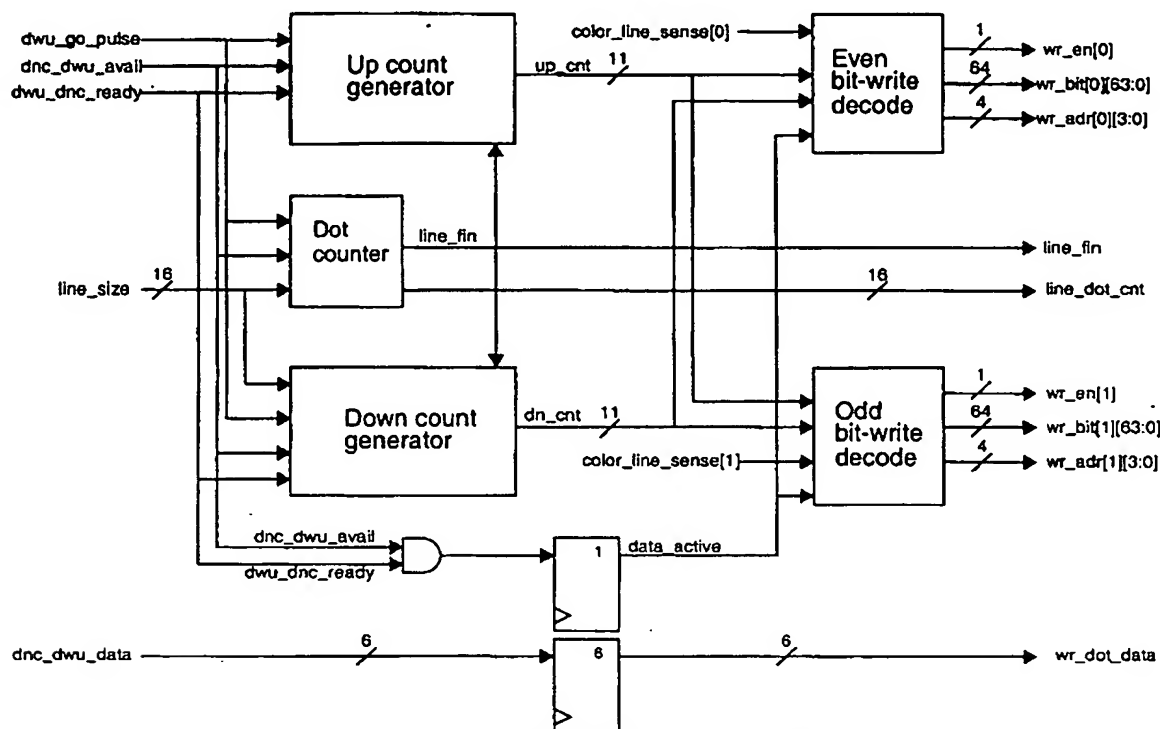 dwu_go_pulse
dnc_dwu_avail
dwu_dnc_ready
Up count
generator
up_cnt
11
color_line_sense[0]
Even
bit-write
decode
1
wr_en[0]
64
wr_bit[0][63:0]
4
wr_adr[0][3:0]
Dot
counter
line_fin
line_fin
line_size
16
16
line_dot_cnt
Down count
generator
dn_cnt
11
color_line_sense[1]
Odd
bit-write
decode
1
wr_en[1]
64
wr_bit[1][63:0]
4
wr_adr[1][3:0]
dnc_dwu_avail
dwu_dnc_ready
1
data_active
dnc_dwu_data
6
6
6
wr_dot_data